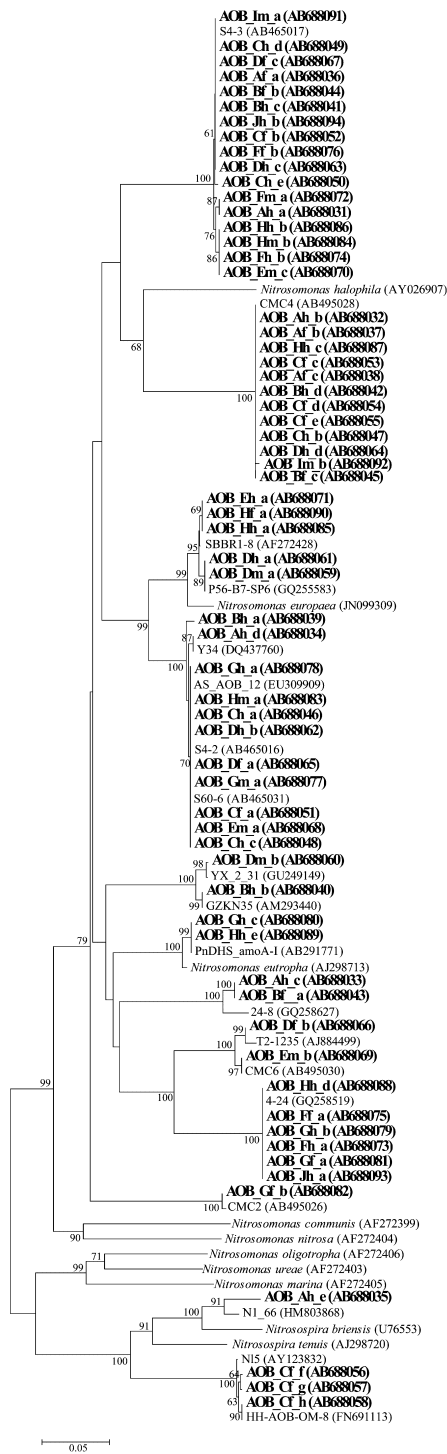 AOB_Im_a (AB688091)
S4-3 (AB465017)
AOB_Ch_d (AB688049)
AOB_Df_c (AB688067)
AOB_Af_a (AB688036)
AOB_Bf_b (AB688044)
AOB_Bh_c (AB688041)
AOB_Jh_b (AB688094)
AOB_Cf_b (AB688052)
61
AOB_Ff_b (AB688076)
AOB_Dh_c (AB688063)
100
AOB_Ch_e (AB688050)
AOB_Fm_a (AB688072)
87
AOB_Ah_a (AB688031)
AOB_Hh_b (AB688086)
76
AOB_Hm_b (AB688084)
AOB_Fh_b (AB688074)
86
AOB_Em_c (AB688070)
Nitrosomonas halophila (AY026907)
CMC4 (AB495028)
AOB_Ah_b (AB688032)
AOB_Af_b (AB688037)
68
AOB_Hh_c (AB688087)
AOB_Cf_c (AB688053)
AOB_Af_c (AB688038)
AOB_Bh_d (AB688042)
100
AOB_Cf_d (AB688054)
AOB_Cf_e (AB688055)
AOB_Ch_b (AB688047)
AOB_Dh_d (AB688064)
AOB_Im_b (AB688092)
AOB_Bf_c (AB688045)
AOB_Eh_a (AB688071)
69
AOB_Hf_a (AB688090)
AOB_Hh_a (AB688085)
SBBR1-8 (AF272428)
95
AOB_Dh_a (AB688061)
99
AOB_Dm_a (AB688059)
89
P56-B7-SP6 (GQ255583)
Nitrosomonas europaea (JN099309)
99
AOB_Bh_a (AB688039)
87
AOB_Ah_d (AB688034)
Y34 (DQ437760)
100
AOB_Gh_a (AB688078)
AS_AOB_12 (EU309909)
AOB_Hm_a (AB688083)
AOB_Ch_a (AB688046)
AOB_Dh_b (AB688062)
S4-2 (AB465016)
70
AOB_Df_a (AB688065)
AOB_Gm_a (AB688077)
S60-6 (AB465031)
AOB_Cf_a (AB688051)
AOB_Em_a (AB688068)
AOB_Ch_c (AB688048)
98
AOB_Dm_b (AB688060)
YX_2_31 (GU249149)
100
AOB_Bh_b (AB688040)
99
GZKN35 (AM293440)
AOB_Gh_c (AB688080)
99
AOB_Hh_e (AB688089)
79
PnDHS_amoA-I (AB291771)
100
Nitrosomonas eutropha (AJ298713)
AOB_Ah_c (AB688033)
100
AOB_Bf_a (AB688043)
100
24-8 (GQ258627)
AOB_Df_b (AB688066)
99
T2-1235 (AJ884499)
100
AOB_Em_b (AB688069)
97
CMC6 (AB495030)
AOB_Hh_d (AB688088)
99
4-24 (GQ258519)
100
AOB_Ff_a (AB688075)
AOB_Gh_b (AB688079)
100
AOB_Fh_a (AB688073)
AOB_Gf_a (AB688081)
AOB_Jh_a (AB688093)
AOB_Gf_b (AB688082)
100
CMC2 (AB495026)
Nitrosomonas communis (AF272399)
90
Nitrosomonas nitrosa (AF272404)
71
Nitrosomonas oligotropha (AF272406)
99
Nitrosomonas ureae (AF272403)
Nitrosomonas marina (AF272405)
AOB_Ah_e (AB688035)
91
N1_66 (HM803868)
91
Nitrosospira briensis (U76553)
Nitrosospira tenuis (AJ298720)
100
Nl5 (AY123832)
64
AOB_Cf_f (AB688056)
100
AOB_Cf_g (AB688057)
63
AOB_Cf_h (AB688058)
90
HH-AOB-OM-8 (FN691113)
0.05